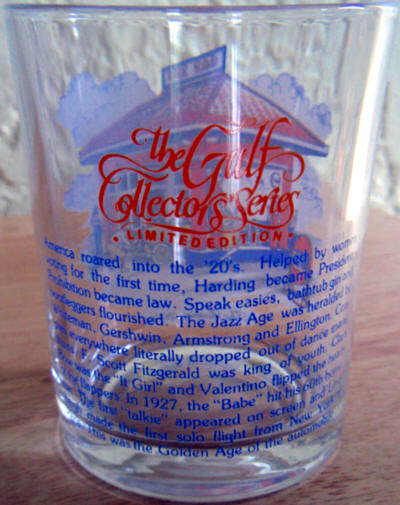 The Gulf
Collectors' Series
• LIMITED EDITION •
America roared into the '20's. Helped by women
voting for the first time, Harding became President,
Prohibition became law. Speak easies, bathtub gin and
bootleggers flourished. The Jazz Age was heralded by
Whiteman, Gershwin, Armstrong and Ellington.
everywhere literally dropped out of dance
F. Scott Fitzgerald was king of youth. Clara
Bow was the "It Girl" and Valentino flipped the hearts
flappers. In 1927, the "Babe" hit his 60th
The first "talkie" appeared on screen and
made the first solo flight from New York
This was the Golden Age of the automobile